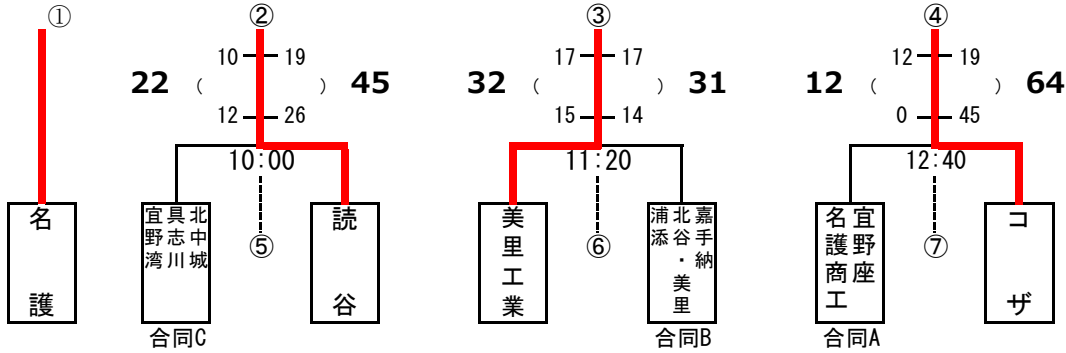 ① ② ③ ④
10 19 17 17 12 19
22 ( ) 45 32 ( ) 31 12 ( ) 64
12 26 15 14 0 45
10:00 11:20 12:40
⑤ ⑥ ⑦
名護
北中城
具志川
宜野湾
読谷
美里工業
嘉手納
北谷・美里
浦添
宜野座
名護商工
コザ
合同C 合同B 合同A